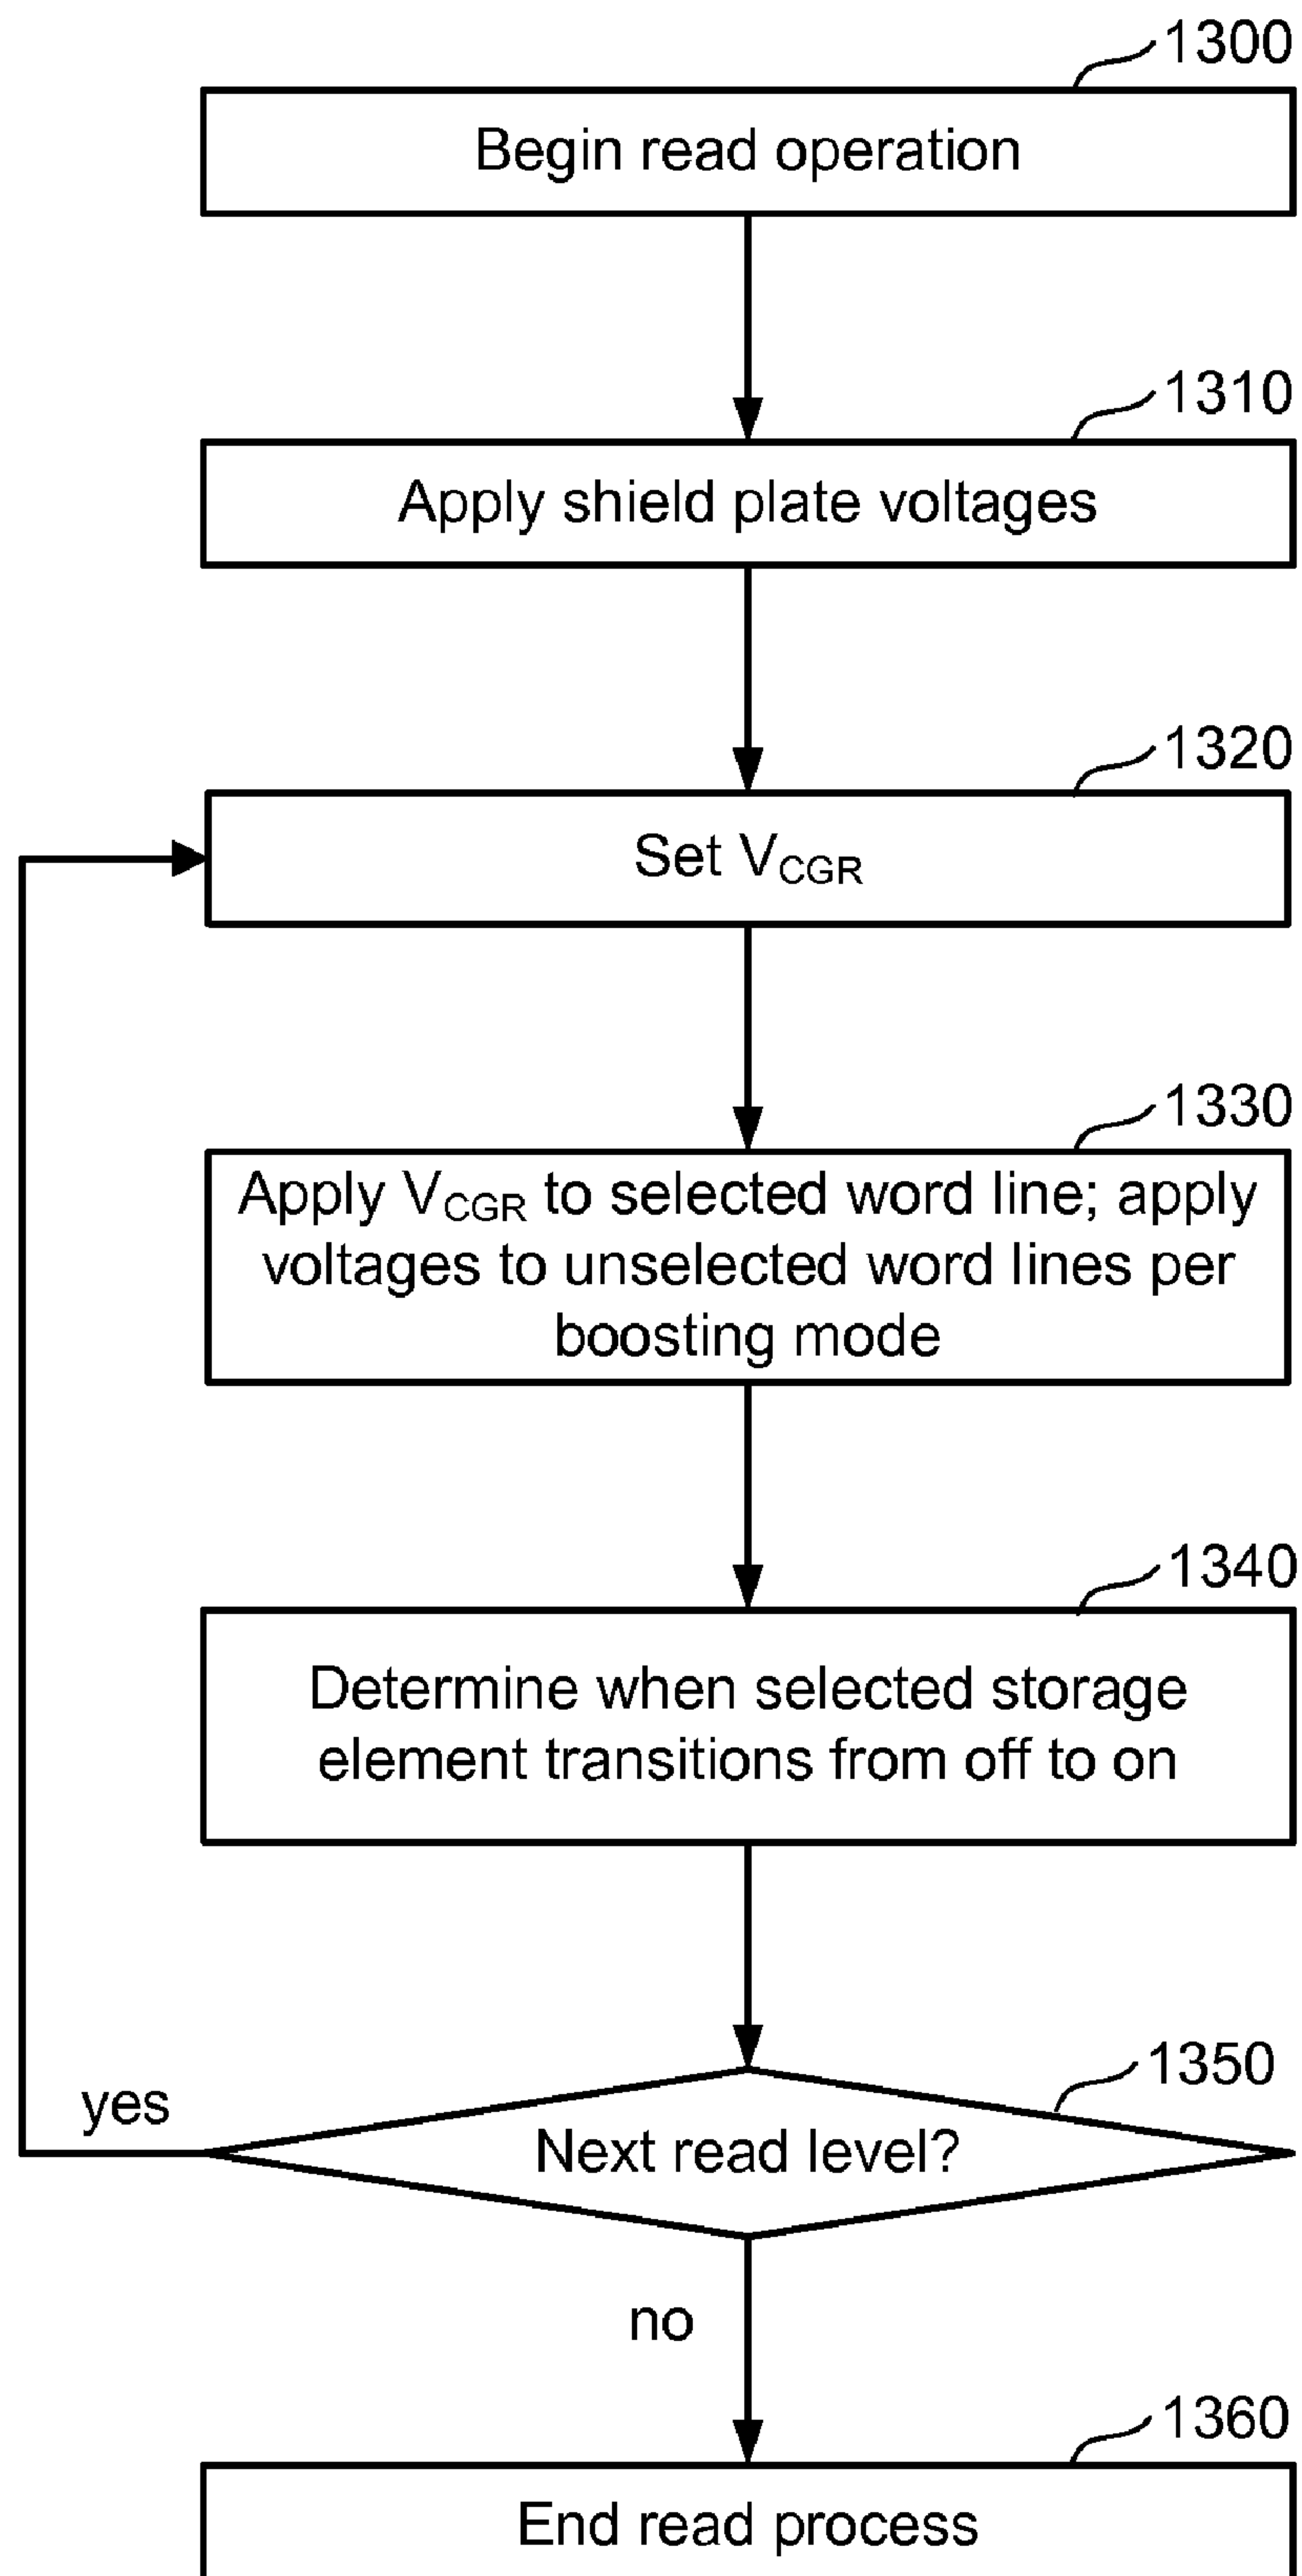 1300
Begin read operation
1310
Apply shield plate voltages
1320
Set VCGR
1330
Apply VCGR to selected word line; apply
voltages to unselected word lines per
boosting mode
1340
Determine when selected storage
element transitions from off to on
1350
yes
Next read level?
no
1360
End read process